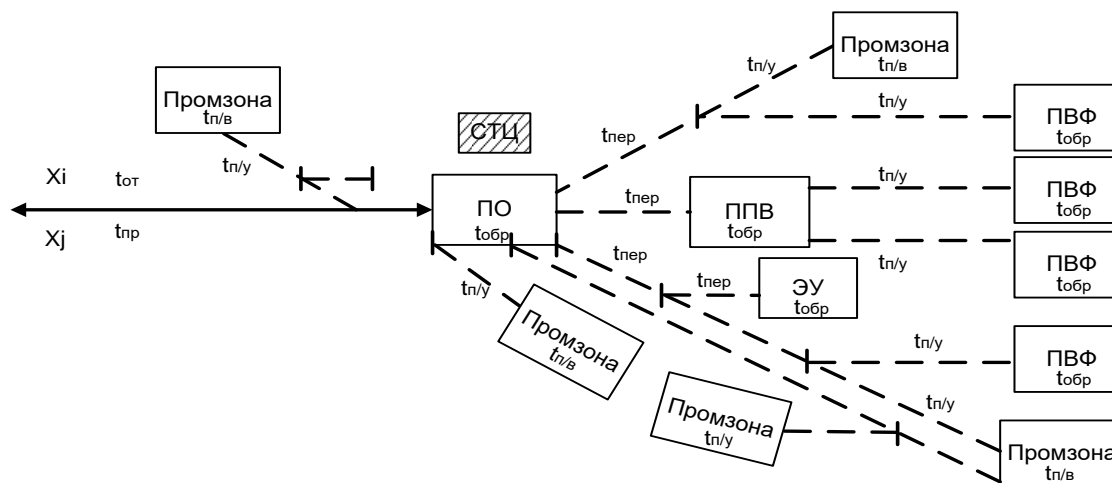 Промзона
tп/в
tп/у
Промзона
tп/в
tп/у
ПВФ
tобр
tп/у
tпер
СТЦ
Xi
tот
Xj
tпр
ПО
tобр
tпер
ППВ
tобр
tп/у
ПВФ
tобр
tп/у
ПВФ
tобр
tпер
tпер
ЭУ
tобр
tп/у
Промзона
tп/в
tп/у
ПВФ
tобр
Промзона
tп/у
tп/у
Промзона
tп/в